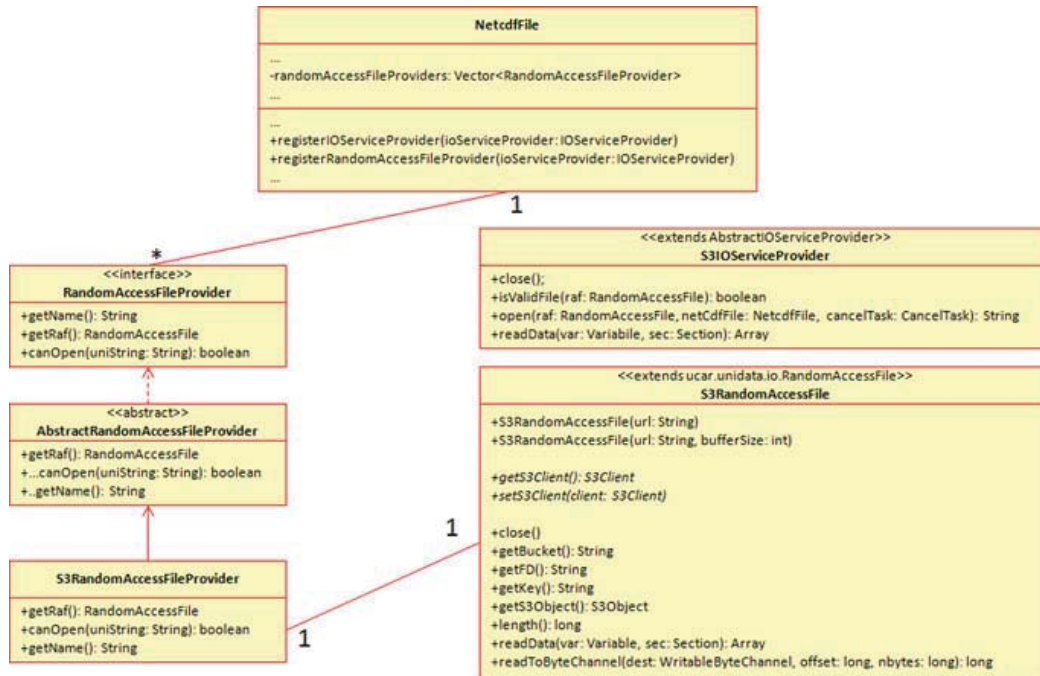 NetcdfFile
...
-randomAccessFileProviders: Vector<RandomAccessFileProvider>
...
...
+registerIOServiceProvider(ioServiceProvider: IOServiceProvider)
+registerRandomAccessFileProvider(ioServiceProvider: IOServiceProvider)
...
1
*
<<interface>>
RandomAccessFileProvider
+getName(): String
+getRaf(): RandomAccessFile
+canOpen(uniString: String): boolean
<<abstract>>
AbstractRandomAccessFileProvider
+getRaf(): RandomAccessFile
+...canOpen(uniString: String): boolean
+..getName(): String
S3RandomAccessFileProvider
+getRaf(): RandomAccessFile
+canOpen(uniString: String): boolean
+getName(): String
1
1
<<extends AbstractIOServiceProvider>>
S3IOServiceProvider
+close();
+isValidFile(raf: RandomAccessFile): boolean
+open(raf: RandomAccessFile, netCdfFile: NetcdfFile, cancelTask: CancelTask): String
+readData(var: Variabile, sec: Section): Array
<<extends ucar.unidata.io.RandomAccessFile>>
S3RandomAccessFile
+S3RandomAccessFile(url: String)
+S3RandomAccessFile(url: String, bufferSize: int)
+getS3Client(): S3Client
+setS3Client(client: S3Client)
+close()
+getBucket(): String
+getFD(): String
+getKey(): String
+getS3Object(): S3Object
+length(): long
+readData(var: Variable, sec: Section): Array
+readToByteChannel(dest: WritableByteChannel, offset: long, nbytes: long): long